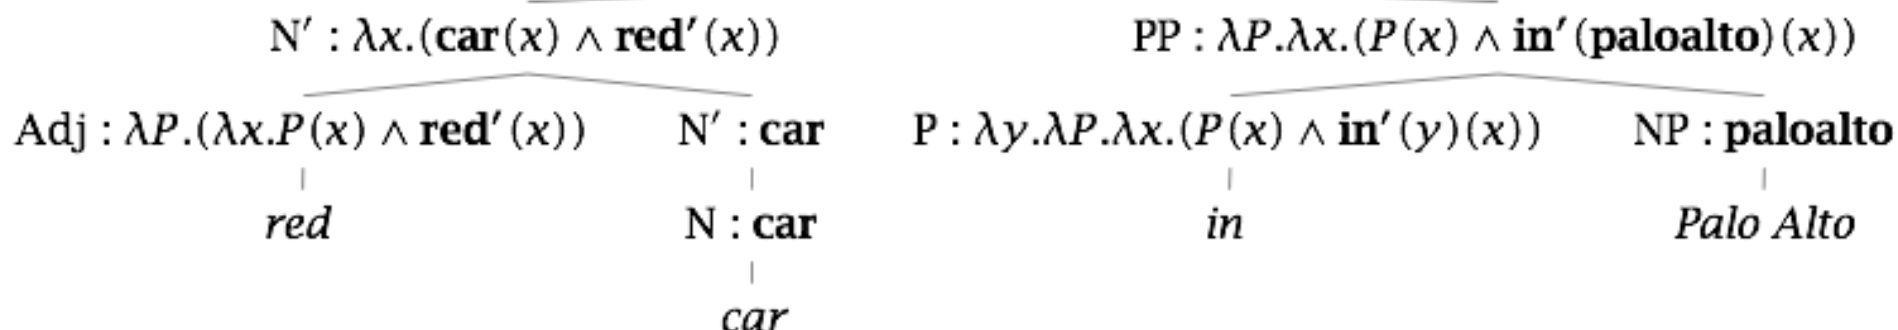 N′ : λx.(car(x) ∧ red′(x)) PP : λP.λx.(P(x) ∧ in′(paloalto)(x))
Adj : λP.(λx.P(x) ∧ red′(x)) N′ : car P : λy.λP.λx.(P(x) ∧ in′(y)(x)) NP : paloalto
red N : car in Palo Alto
car